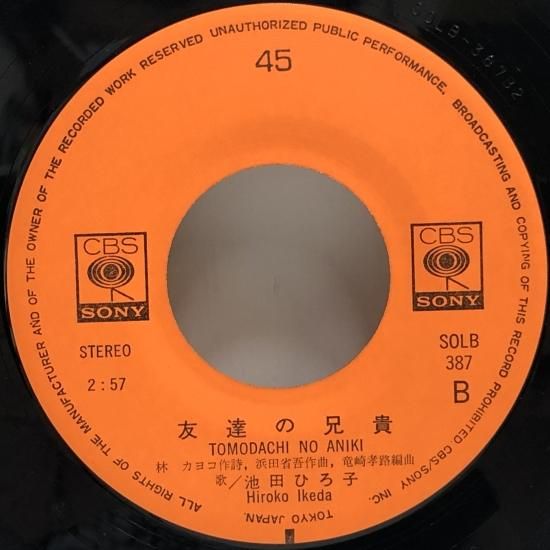 ALL RIGHTS OF THE MANUFACTURER AND OF THE OWNER OF THE RECORDED WORK RESERVED UNAUTHORIZED PUBLIC PERFORMANCE, BROADCASTING AND COPYING OF THIS RECORD PROHIBITED CBS/SONY INC. TOKYO JAPAN.
45
CBS
SONY
CBS
SONY
STEREO
2:57
SOLB
387
B
友達の兄貴
TOMODACHI NO ANIKI
林 カヨコ作詩, 浜田省吾作曲, 竜崎孝路編曲
歌/池田ひろ子
Hiroko Ikeda